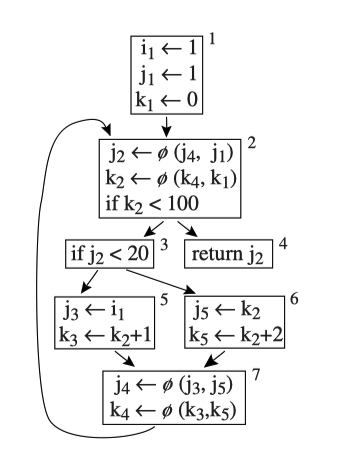 1
i₁ ← 1
j₁ ← 1
k₁ ← 0
2
j₂ ← ø (j₄, j₁)
k₂ ← ø (k₄, k₁)
if k₂ < 100
if j₂ < 20
3
return j₂
4
5
j₃ ← i₁
k₃ ← k₂+1
6
j₅ ← k₂
k₅ ← k₂+2
7
j₄ ← ø (j₃, j₅)
k₄ ← ø (k₃,k₅)